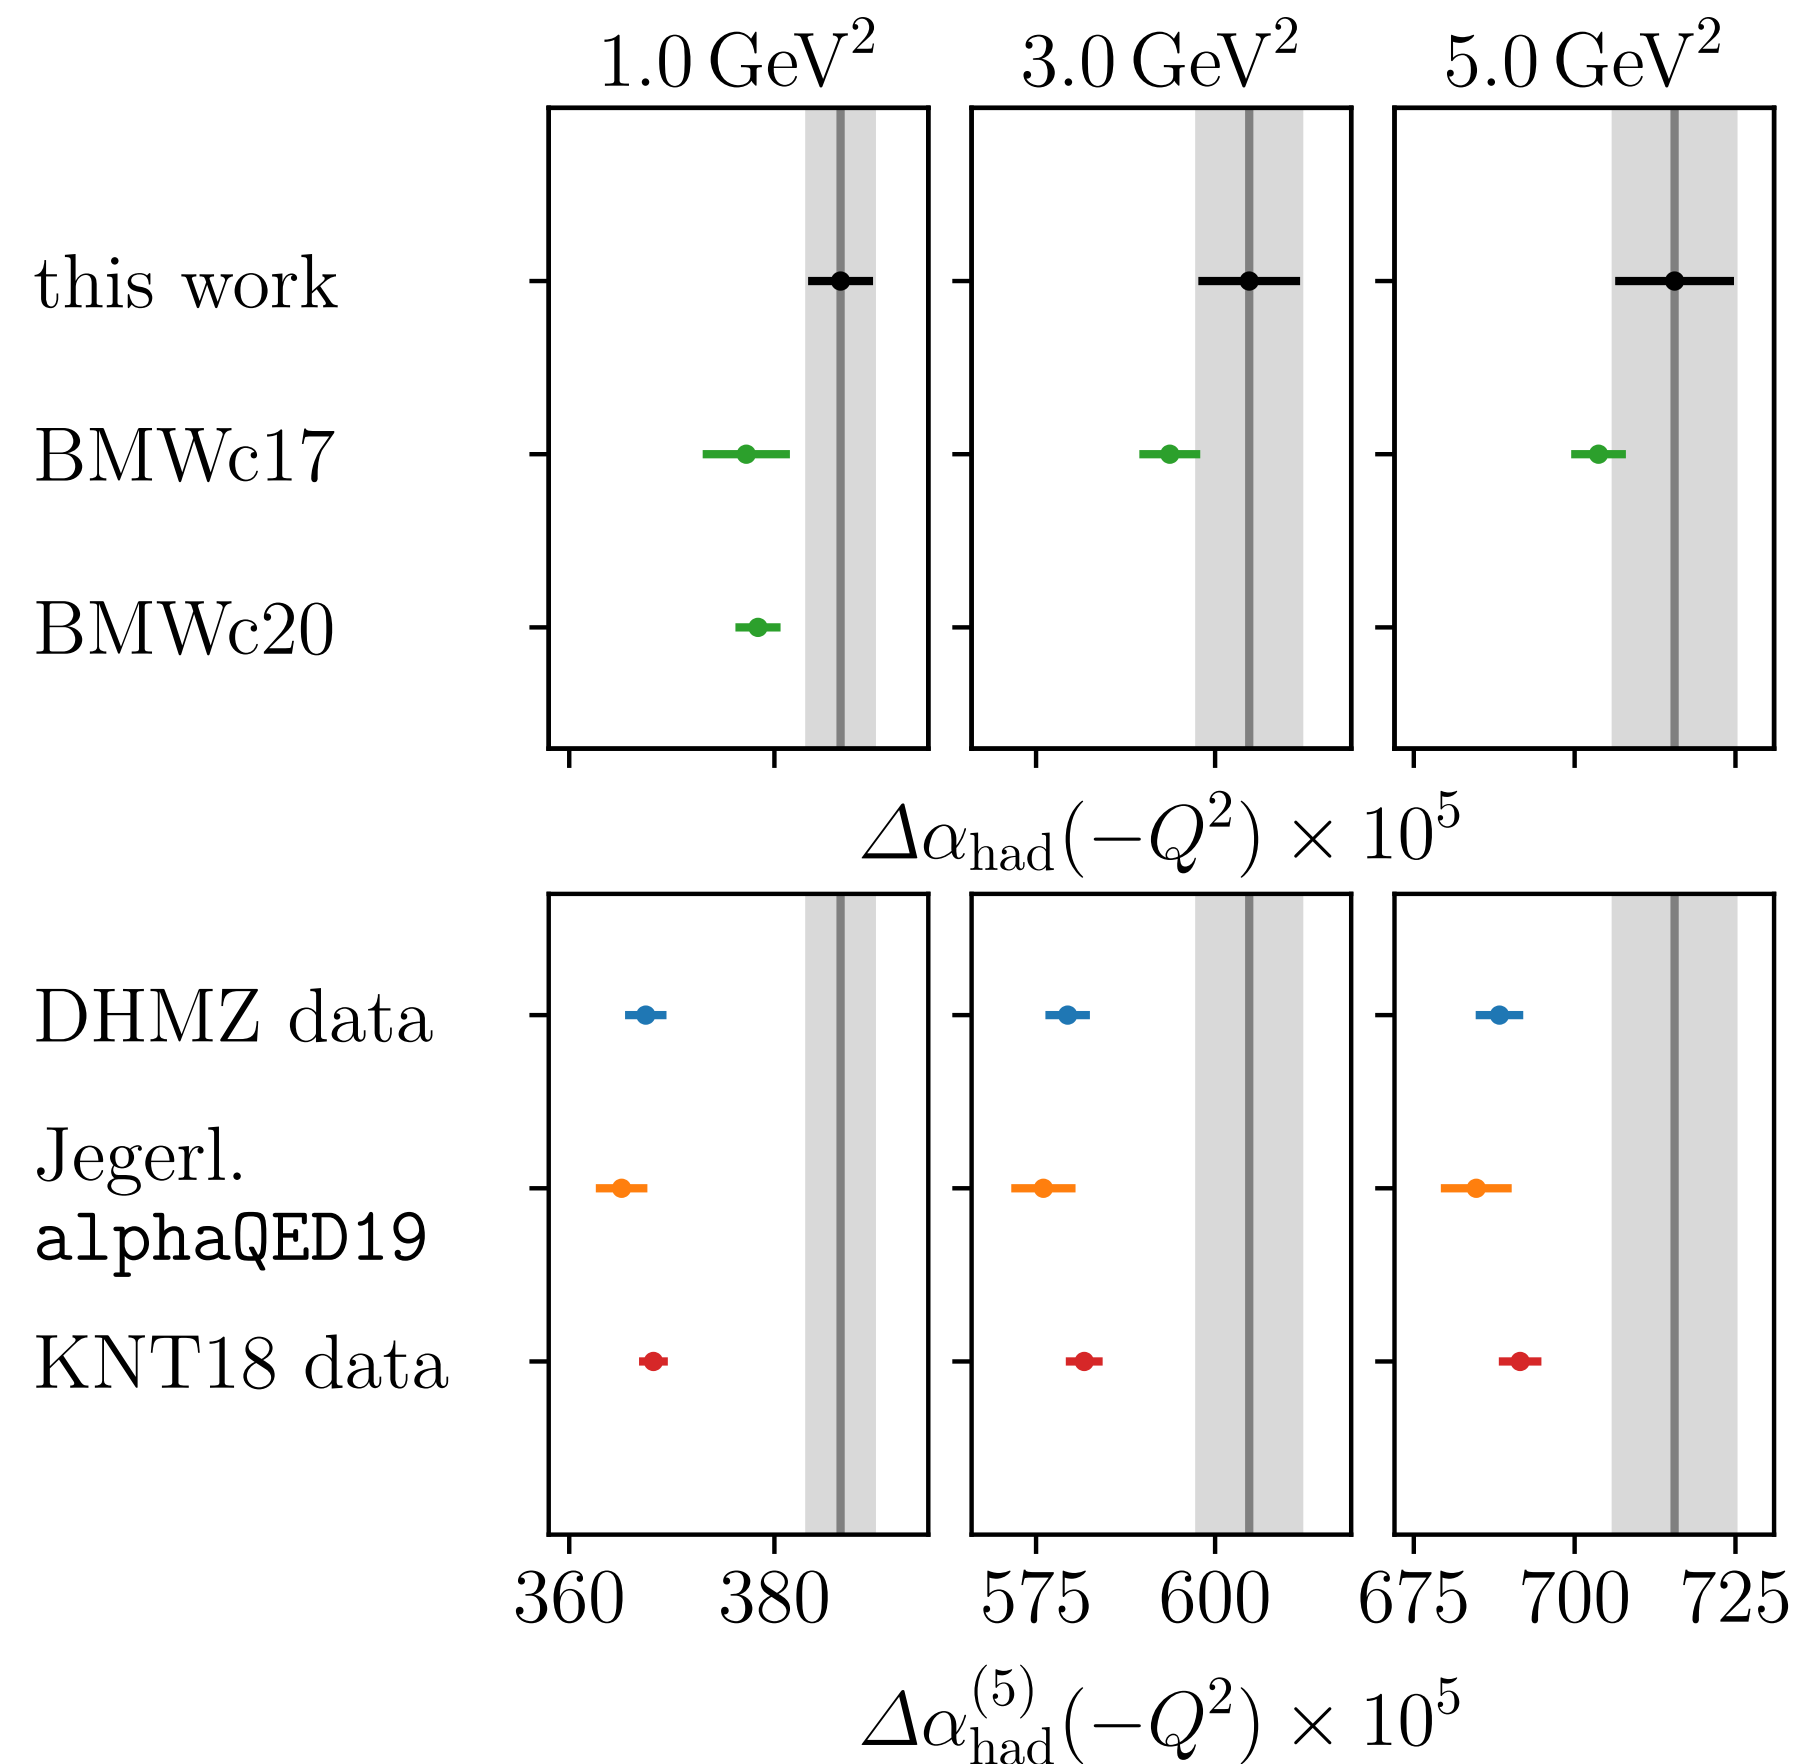 1.0 GeV² 3.0 GeV² 5.0 GeV²
this work
BMWc17
BMWc20
Δα_had(−Q²) × 10⁵
DHMZ data
Jegerl.
alphaQED19
KNT18 data
360 380 575 600 675 700 725
Δα_had^(5)(−Q²) × 10⁵